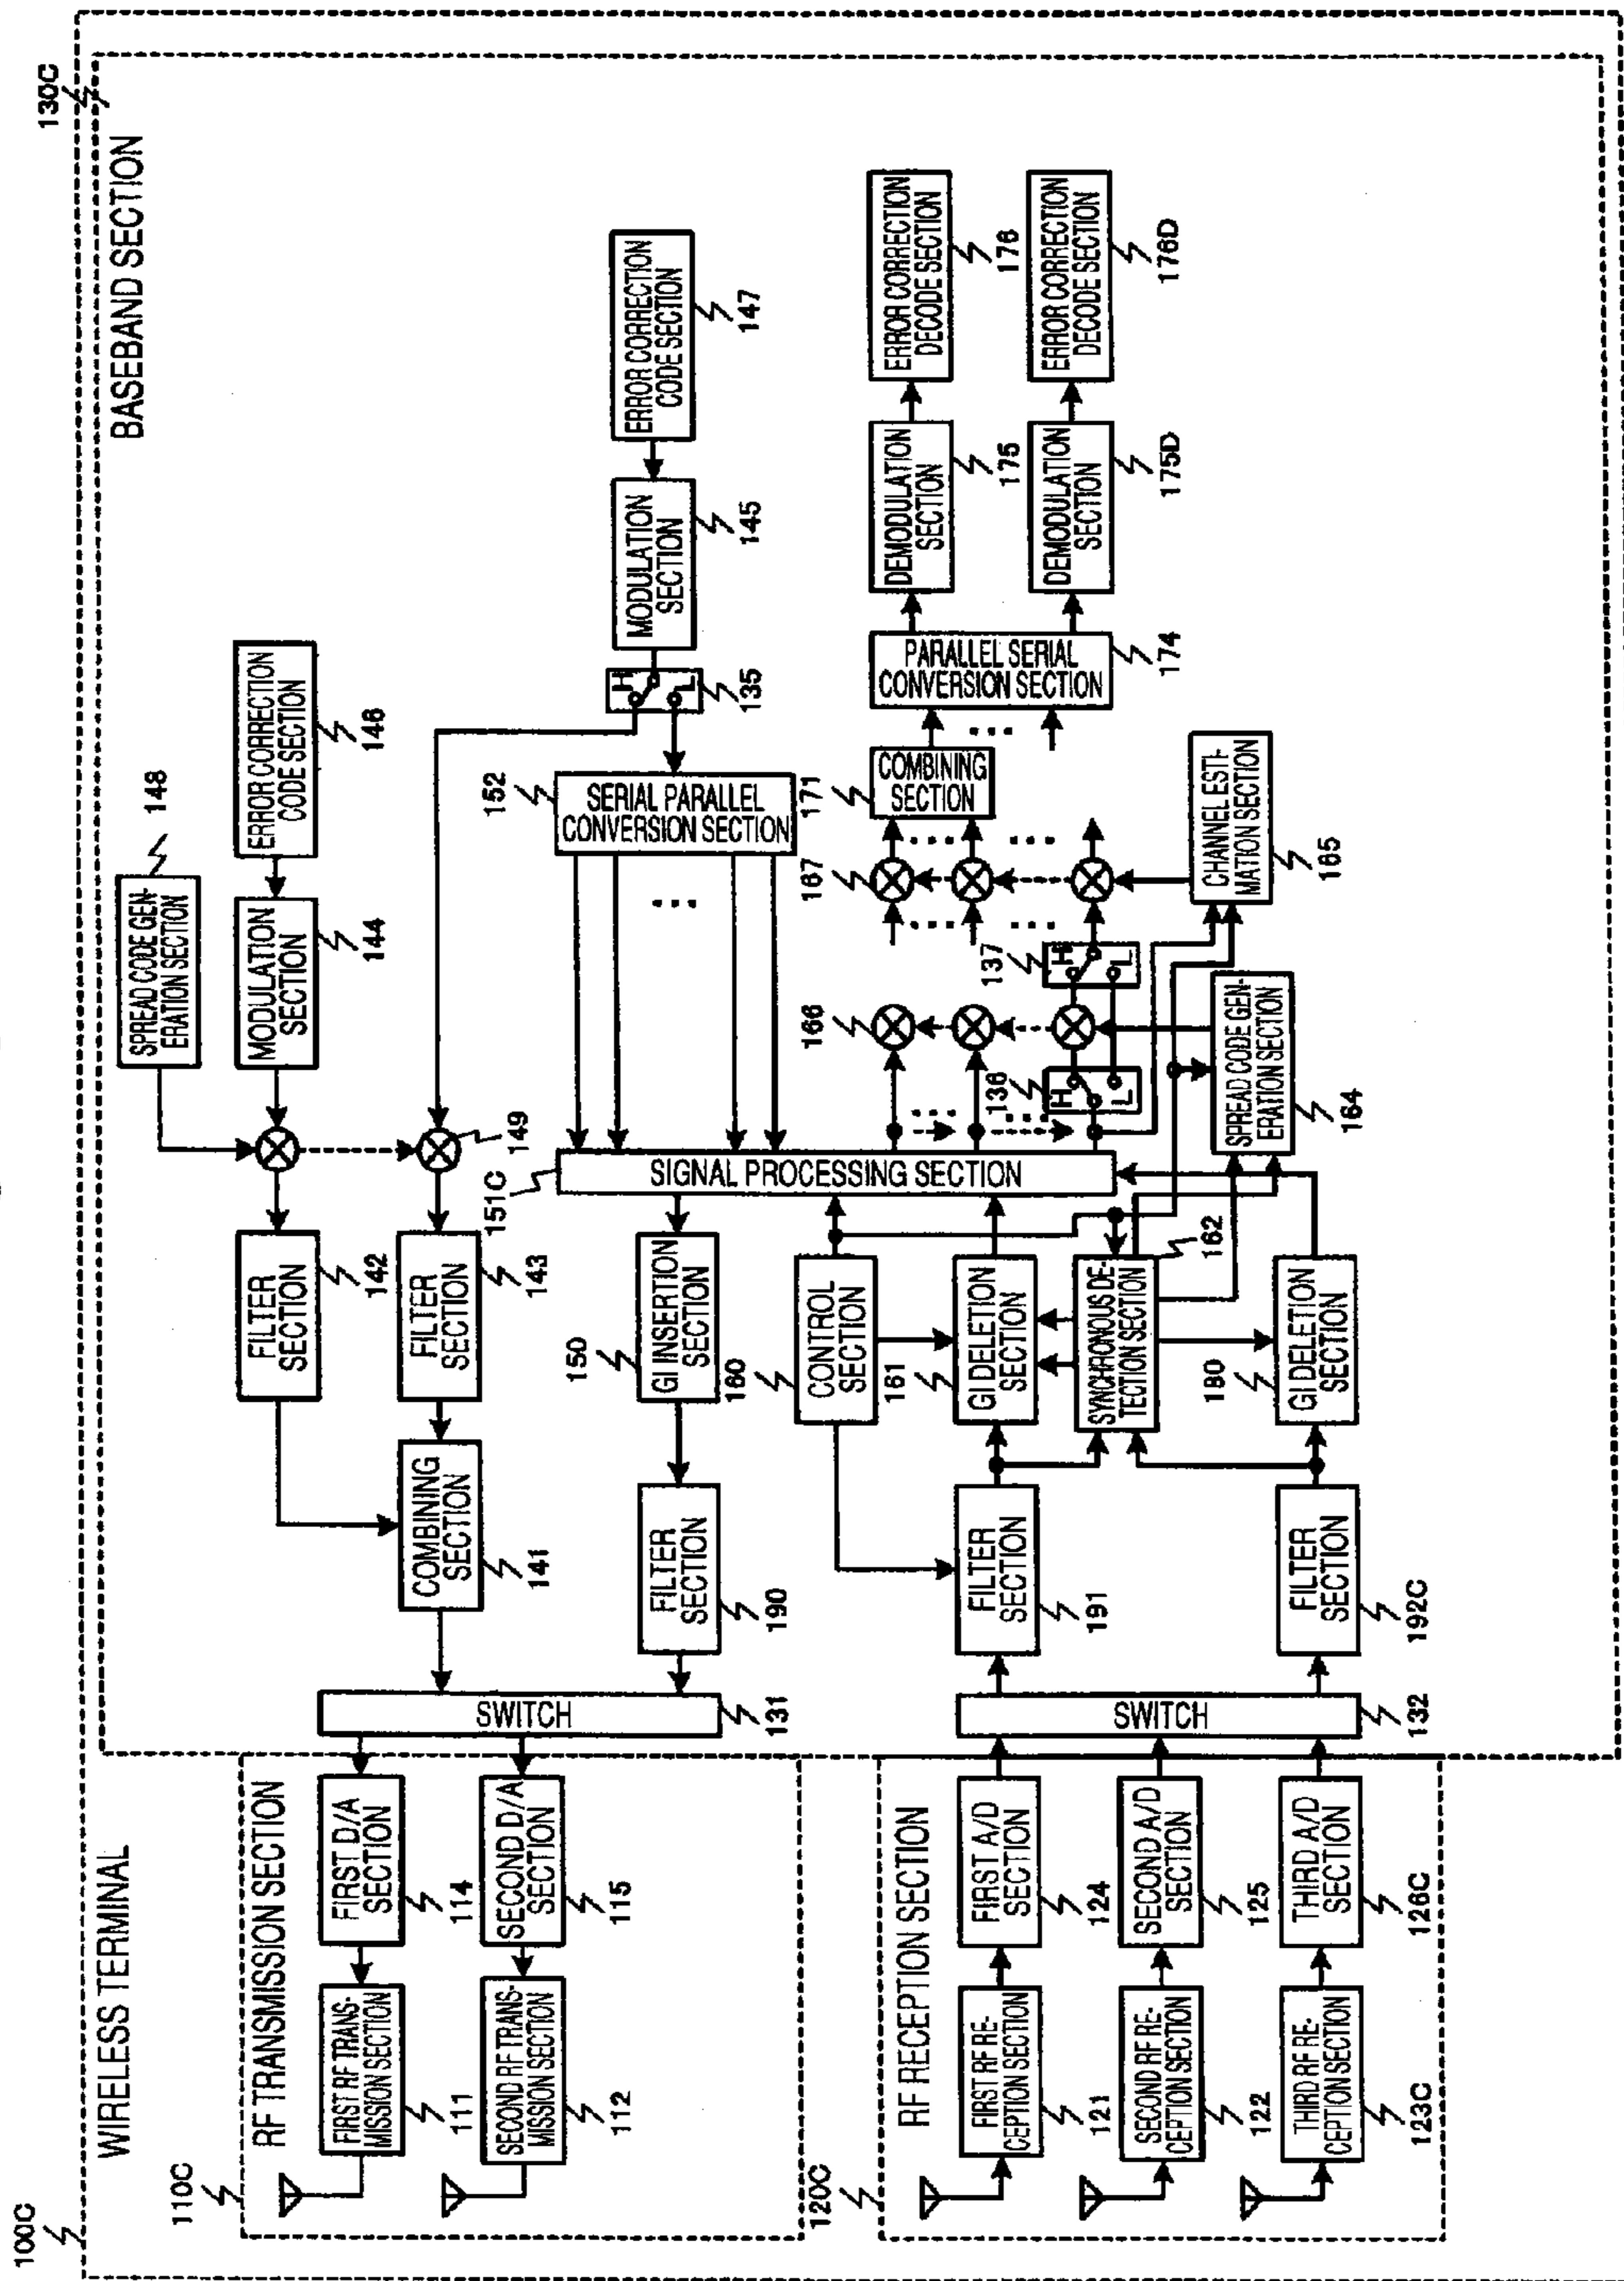 100C
WIRELESS TERMINAL
130C
BASEBAND SECTION
110C
RF TRANSMISSION SECTION
FIRST RF TRANS-
MISSION SECTION
111
FIRST D/A
SECTION
114
SECOND RF TRANS-
MISSION SECTION
112
SECOND D/A
SECTION
115
SWITCH
131
COMBINING
SECTION
141
FILTER
SECTION
142
FILTER
SECTION
143
149
SPREAD CODE GEN-
ERATION SECTION
148
MODULATION
SECTION
144
ERROR CORRECTION
CODE SECTION
146
FILTER
SECTION
190
GI INSERTION
SECTION
150
SIGNAL PROCESSING SECTION
151C
SERIAL PARALLEL
CONVERSION SECTION
152
H
L
135
MODULATION
SECTION
145
ERROR CORRECTION
CODE SECTION
147
120C
RF RECEPTION SECTION
FIRST RF RE-
CEPTION SECTION
121
FIRST A/D
SECTION
124
SECOND RF RE-
CEPTION SECTION
122
SECOND A/D
SECTION
125
THIRD RF RE-
CEPTION SECTION
123C
THIRD A/D
SECTION
126C
SWITCH
132
FILTER
SECTION
191
FILTER
SECTION
192C
CONTROL
SECTION
160
GI DELETION
SECTION
161
SYNCHRONOUS DE-
TECTION SECTION
162
GI DELETION
SECTION
180
H
L
136
166
H
L
137
SPREAD CODE GEN-
ERATION SECTION
164
167
CHANNEL ESTI-
MATION SECTION
165
COMBINING
SECTION
171
PARALLEL SERIAL
CONVERSION SECTION
174
DEMODULATION
SECTION
175
ERROR CORRECTION
DECODE SECTION
176
DEMODULATION
SECTION
175D
ERROR CORRECTION
DECODE SECTION
176D